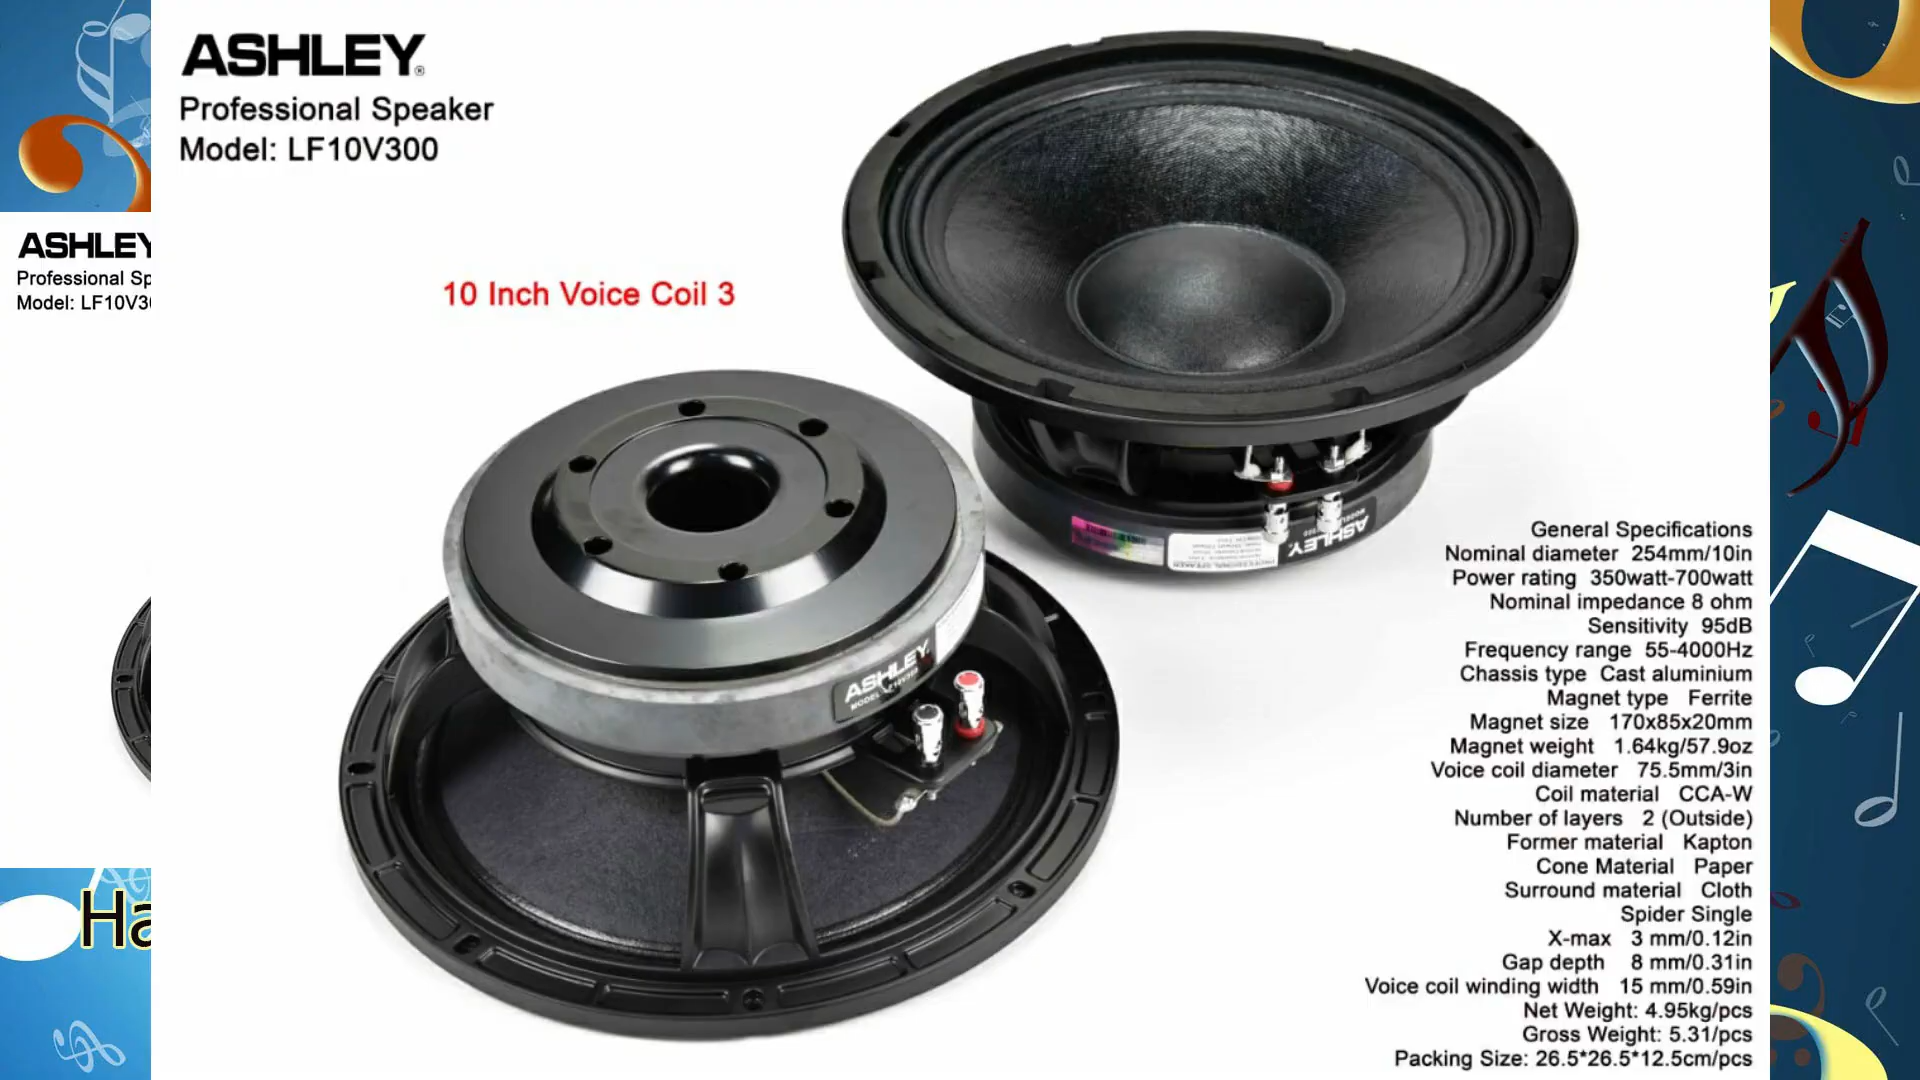 ASHLEY®
Professional Speaker
Model: LF10V300
ASHLEY
Professional Sp
Model: LF10V30
10 Inch Voice Coil 3
ASHLEY
PROFESSIONAL SPEAKER
ASHLEY
MODEL: LF10V300
General Specifications
Nominal diameter 254mm/10in
Power rating 350watt-700watt
Nominal impedance 8 ohm
Sensitivity 95dB
Frequency range 55-4000Hz
Chassis type Cast aluminium
Magnet type Ferrite
Magnet size 170x85x20mm
Magnet weight 1.64kg/57.9oz
Voice coil diameter 75.5mm/3in
Coil material CCA-W
Number of layers 2 (Outside)
Former material Kapton
Cone Material Paper
Surround material Cloth
Spider Single
X-max 3 mm/0.12in
Gap depth 8 mm/0.31in
Voice coil winding width 15 mm/0.59in
Net Weight: 4.95kg/pcs
Gross Weight: 5.31/pcs
Packing Size: 26.5*26.5*12.5cm/pcs
Ha